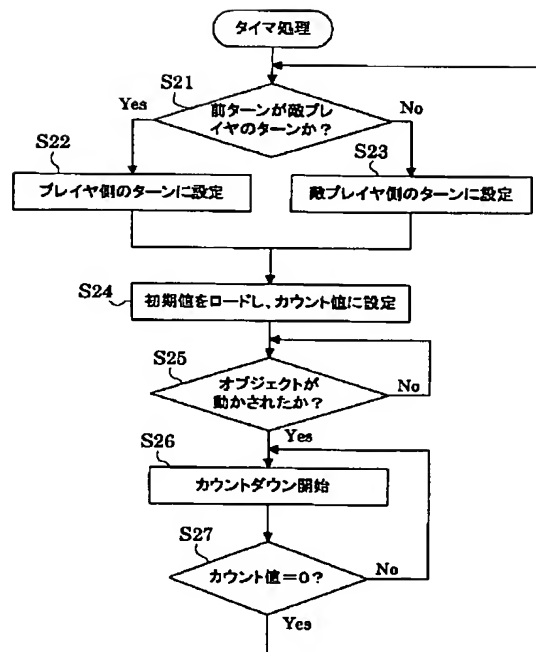 タイマ処理
S21
Yes
前ターンが敵プレ
イヤのターンか？
No
S22
プレイヤ側のターンに設定
S23
敵プレイヤ側のターンに設定
S24
初期値をロードし、カウント値に設定
S25
オブジェクトが
動かされたか？
No
Yes
S26
カウントダウン開始
S27
カウント値＝0？
No
Yes